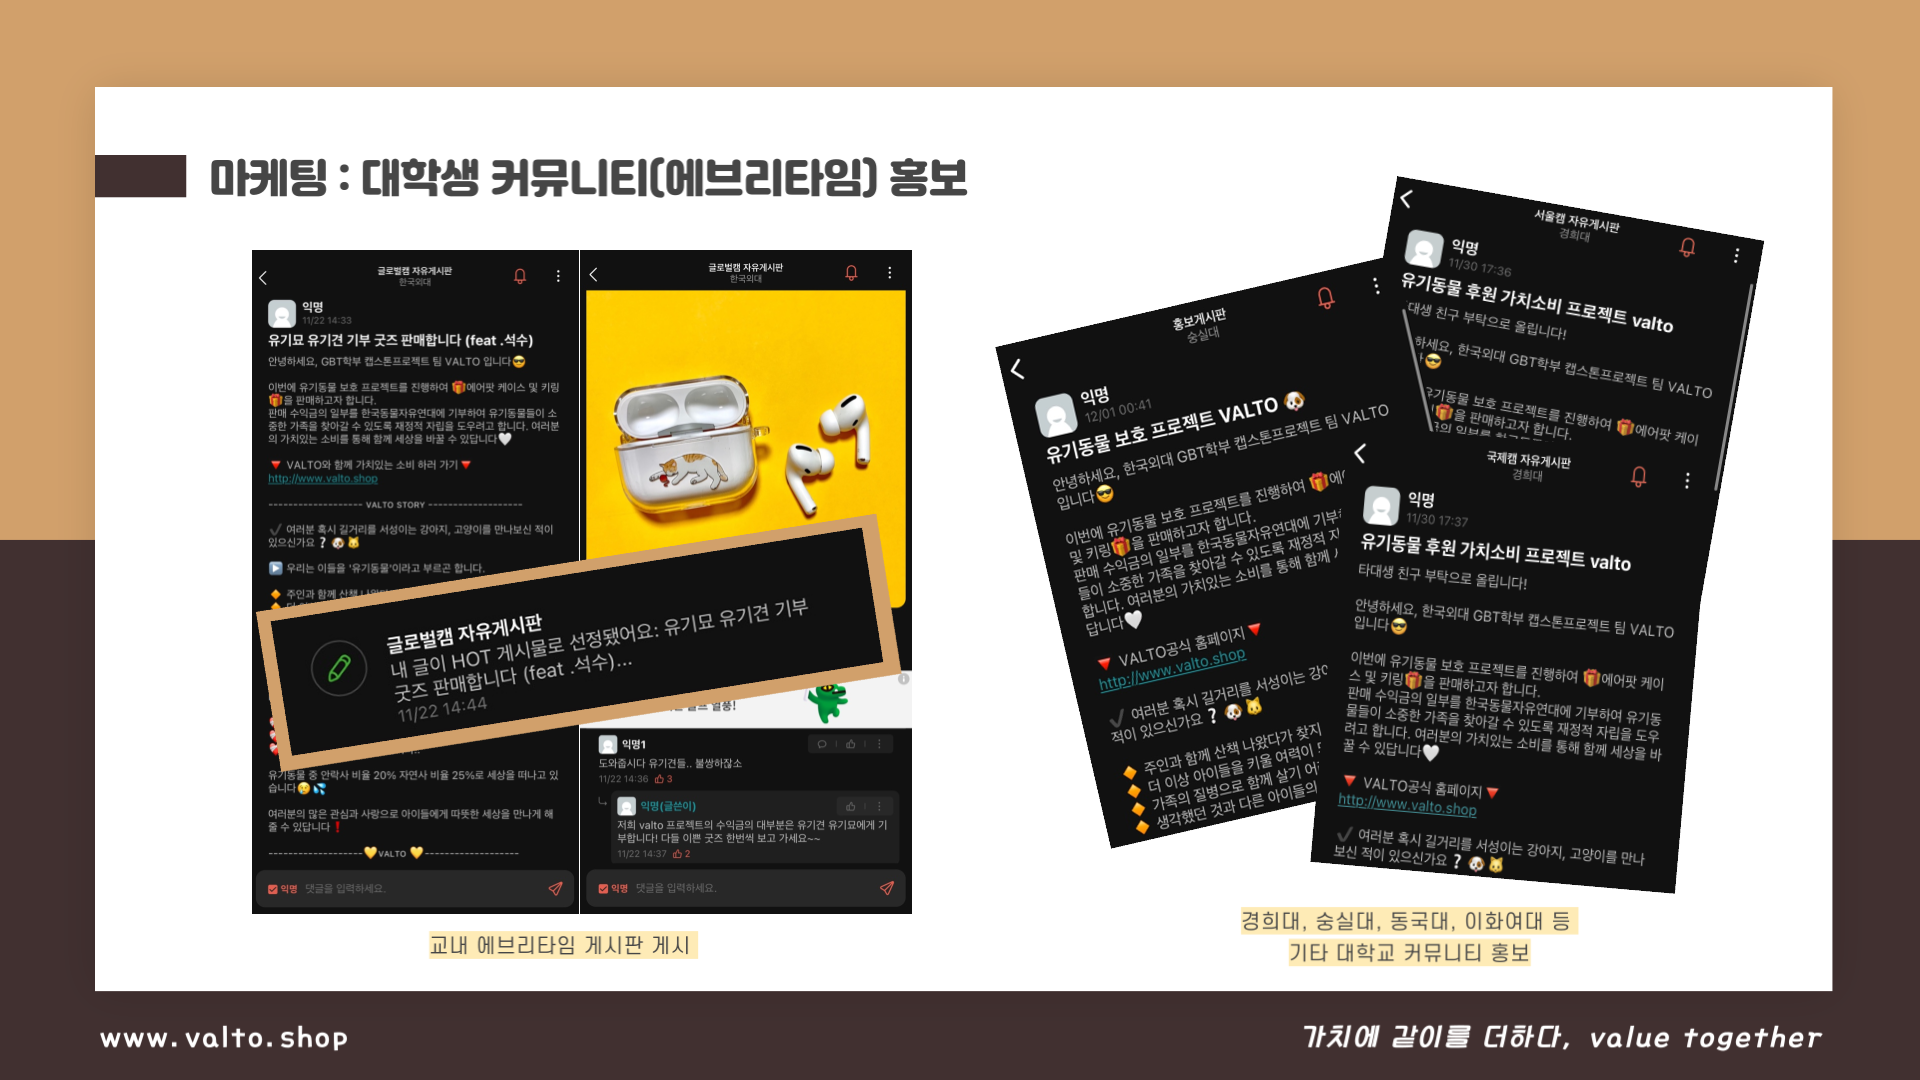 마케팅 : 대학생 커뮤니티(에브리타임) 홍보
글로벌캠 자유게시판
한국외대
익명
11/22 14:33
유기묘 유기견 기부 굿즈 판매합니다 (feat .석수)
안녕하세요, GBT학부 캡스톤프로젝트 팀 VALTO 입니다😎
이번에 유기동물 보호 프로젝트를 진행하여 🎁에어팟 케이스 및 키링
🎁을 판매하고자 합니다.
판매 수익금의 일부를 한국동물자유연대에 기부하여 유기동물들이 소
중한 가족을 찾아갈 수 있도록 재정적 자립을 도우려고 합니다. 여러분
의 가치있는 소비를 통해 함께 세상을 바꿀 수 있답니다🤍
🔻 VALTO와 함께 가치있는 소비 하러 가기🔻
http://www.valto.shop
-------------------- VALTO STORY --------------------
✔️ 여러분 혹시 길거리를 서성이는 강아지, 고양이를 만나보신 적이
있으신가요❔🐶🐱
▶️ 우리는 이들을 '유기동물'이라고 부르곤 합니다.
🔸 주인과 함께 산책
유기동물 중 안락사 비율 20% 자연사 비율 25%로 세상을 떠나고 있
습니다😢💦
여러분의 많은 관심과 사랑으로 아이들에게 따뜻한 세상을 만나게 해
줄 수 있답니다❗
--------------------💛VALTO 💛--------------------
익명 댓글을 입력하세요.
글로벌캠 자유게시판
한국외대
글로벌캠 자유게시판
내 글이 HOT 게시물로 선정됐어요: 유기묘 유기견 기부
굿즈 판매합니다 (feat .석수)...
11/22 14:44
열풍!
익명1
도와줍시다 유기견들.. 불쌍하잖소
11/22 14:36 3
익명(글쓴이)
저희 valto 프로젝트의 수익금의 대부분은 유기견 유기묘에게 기
부합니다! 다들 이쁜 굿즈 한번씩 보고 가세요~~
11/22 14:37 2
익명 댓글을 입력하세요.
교내 에브리타임 게시판 게시
홍보게시판
숭실대
익명
12/01 00:41
유기동물 보호 프로젝트 VALTO 🐶
안녕하세요, 한국외대 GBT학부 캡스톤프로젝트 팀 VALTO
입니다😎
이번에 유기동물 보호 프로젝트를 진행하여 🎁에
및 키링🎁을 판매하고자 합니다.
판매 수익금의 일부를 한국동물자유연대에 기부
들이 소중한 가족을 찾아갈 수 있도록 재정적 자
합니다. 여러분의 가치있는 소비를 통해 함께
답니다🤍
🔻 VALTO공식 홈페이지🔻
http://www.valto.shop
✔️ 여러분 혹시 길거리를 서성이는 강
적이 있으신가요❔🐶🐱
🔸 주인과 함께 산책 나왔다가 찾지
🔸 더 이상 아이들을 키울 여력이
🔸 가족의 질병으로 함께 살기 어
🔸 생각했던 것과 다른 아이들의
서울캠 자유게시판
경희대
익명
11/30 17:36
유기동물 후원 가치소비 프로젝트 valto
대생 친구 부탁으로 올립니다!
하세요, 한국외대 GBT학부 캡스톤프로젝트 팀 VALTO
😎
유기동물 보호 프로젝트를 진행하여 🎁에어팟 케이
🎁을 판매하고자 합니다.
국제캠 자유게시판
경희대
익명
11/30 17:37
유기동물 후원 가치소비 프로젝트 valto
타대생 친구 부탁으로 올립니다!
안녕하세요, 한국외대 GBT학부 캡스톤프로젝트 팀 VALTO
입니다😎
이번에 유기동물 보호 프로젝트를 진행하여 🎁에어팟 케이
스 및 키링🎁을 판매하고자 합니다.
판매 수익금의 일부를 한국동물자유연대에 기부하여 유기동
물들이 소중한 가족을 찾아갈 수 있도록 재정적 자립을 도우
려고 합니다. 여러분의 가치있는 소비를 통해 함께 세상을 바
꿀 수 있답니다🤍
🔻 VALTO공식 홈페이지🔻
http://www.valto.shop
✔️ 여러분 혹시 길거리를 서성이는 강아지, 고양이를 만나
보신 적이 있으신가요❔🐶🐱
경희대, 숭실대, 동국대, 이화여대 등
기타 대학교 커뮤니티 홍보
www.valto.shop
가치에 같이를 더하다, value together